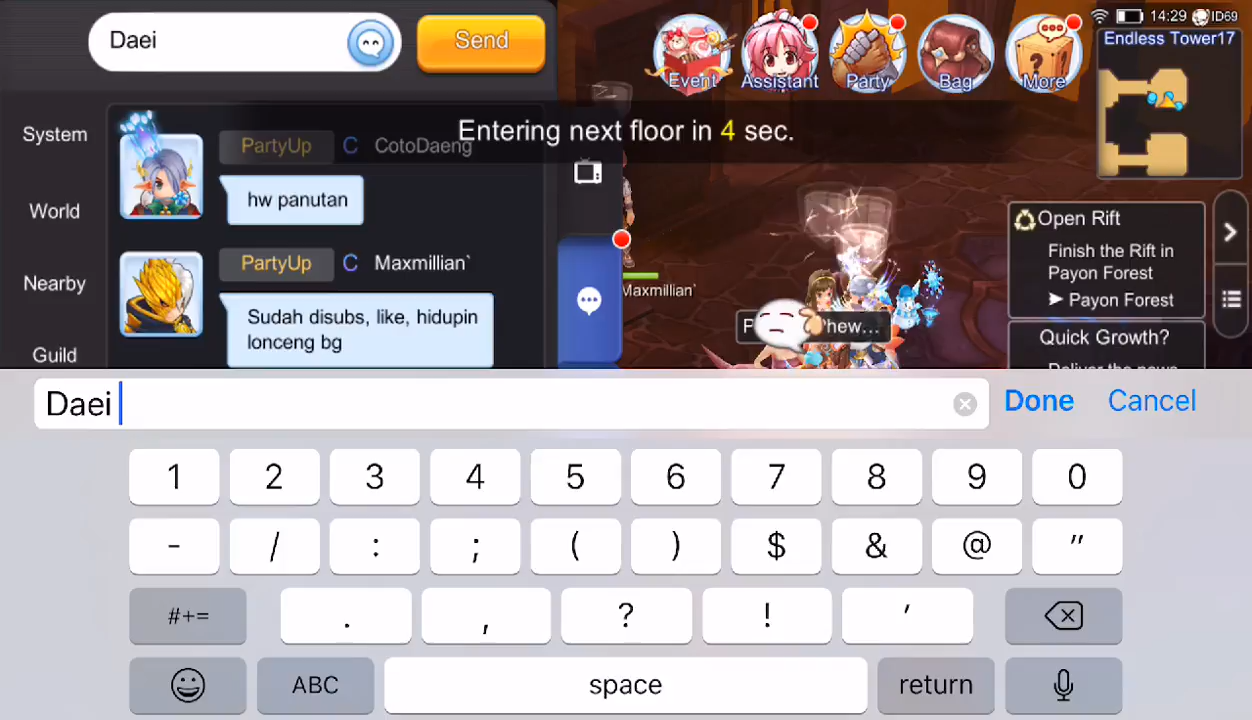 Daei
Send
14:29
ID69
Event
Assistant
Party
Bag
More
Endless Tower17
Entering next floor in 4 sec.
System
World
Nearby
Guild
PartyUp C CotoDaeng
hw panutan
PartyUp C Maxmillian`
Sudah disubs, like, hidupin
lonceng bg
Maxmillian`
Phew...
Open Rift
Finish the Rift in
Payon Forest
Payon Forest
Quick Growth?
Daei
Done
Cancel
1 2 3 4 5 6 7 8 9 0
- / : ; ( ) $ & @ "
#+= . , ? ! '
ABC space return